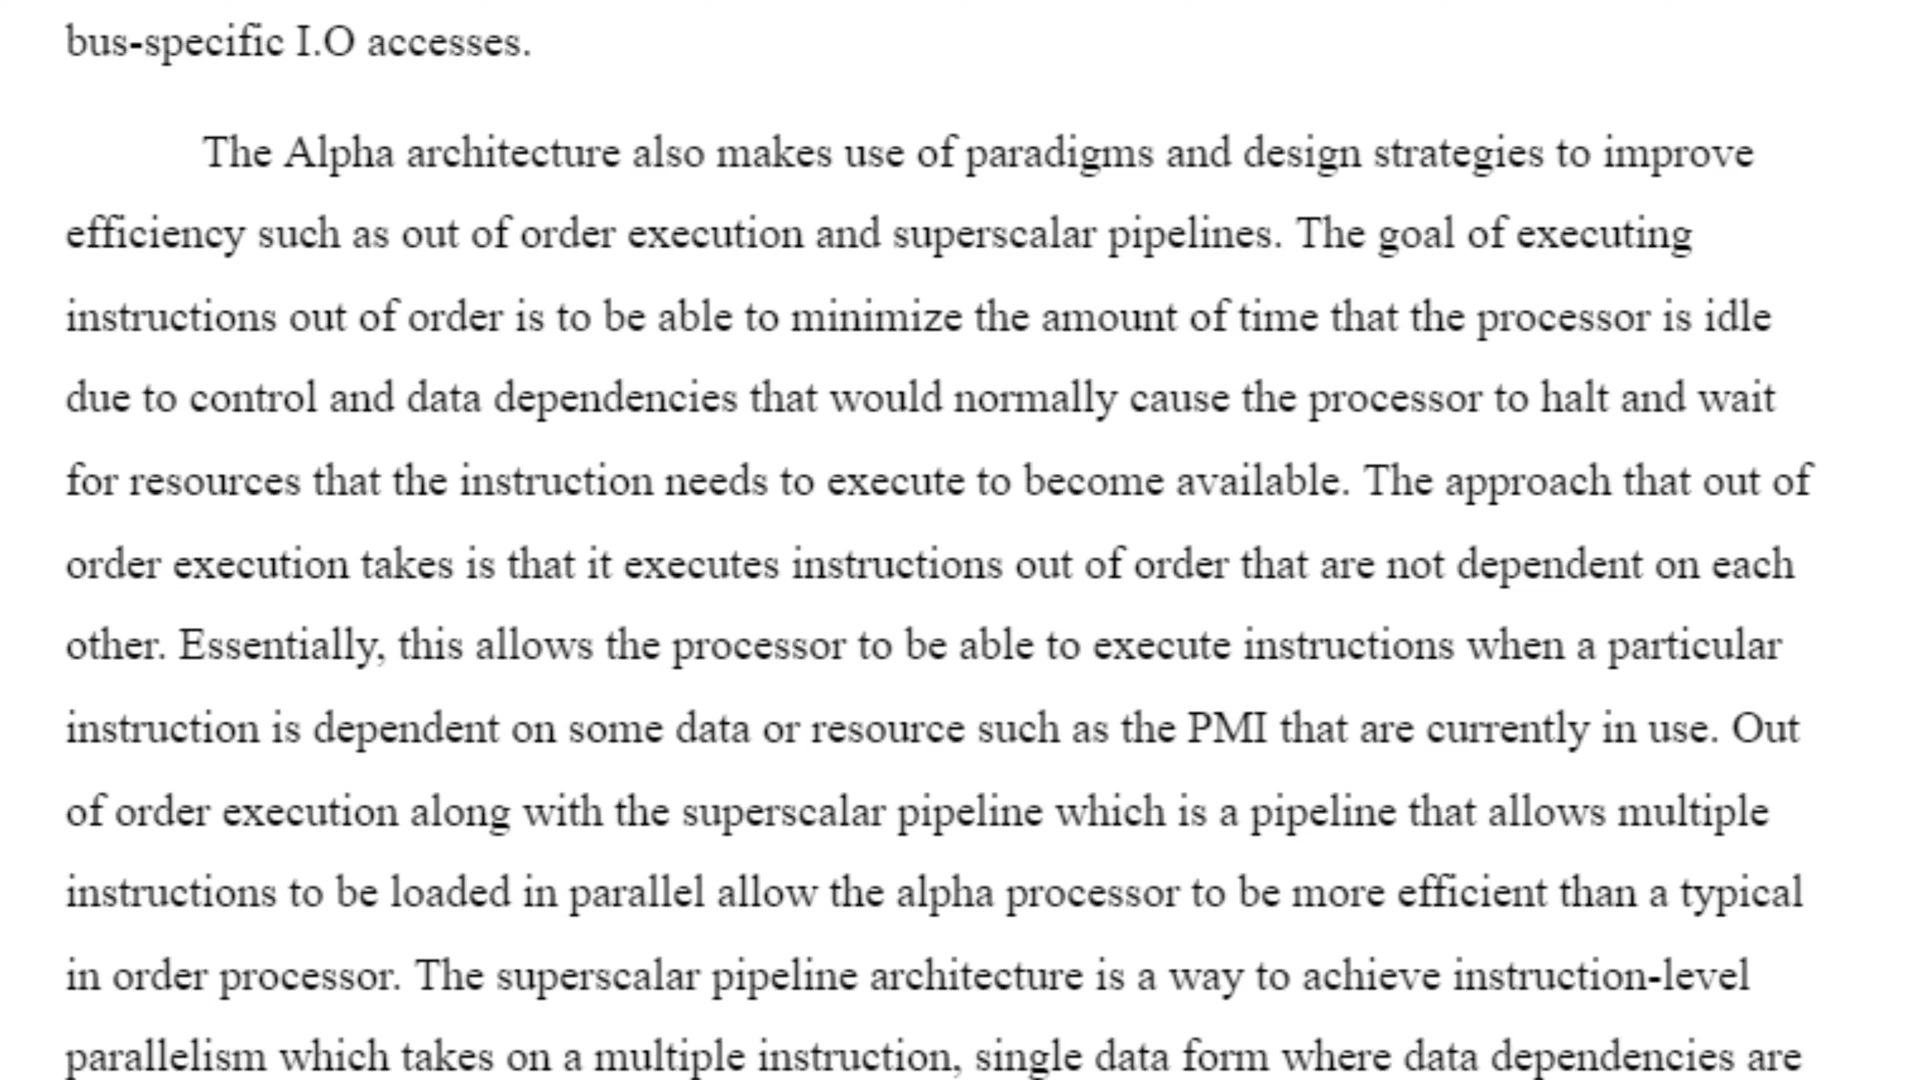 bus-specific I.O accesses.
The Alpha architecture also makes use of paradigms and design strategies to improve
efficiency such as out of order execution and superscalar pipelines. The goal of executing
instructions out of order is to be able to minimize the amount of time that the processor is idle
due to control and data dependencies that would normally cause the processor to halt and wait
for resources that the instruction needs to execute to become available. The approach that out of
order execution takes is that it executes instructions out of order that are not dependent on each
other. Essentially, this allows the processor to be able to execute instructions when a particular
instruction is dependent on some data or resource such as the PMI that are currently in use. Out
of order execution along with the superscalar pipeline which is a pipeline that allows multiple
instructions to be loaded in parallel allow the alpha processor to be more efficient than a typical
in order processor. The superscalar pipeline architecture is a way to achieve instruction-level
parallelism which takes on a multiple instruction, single data form where data dependencies are